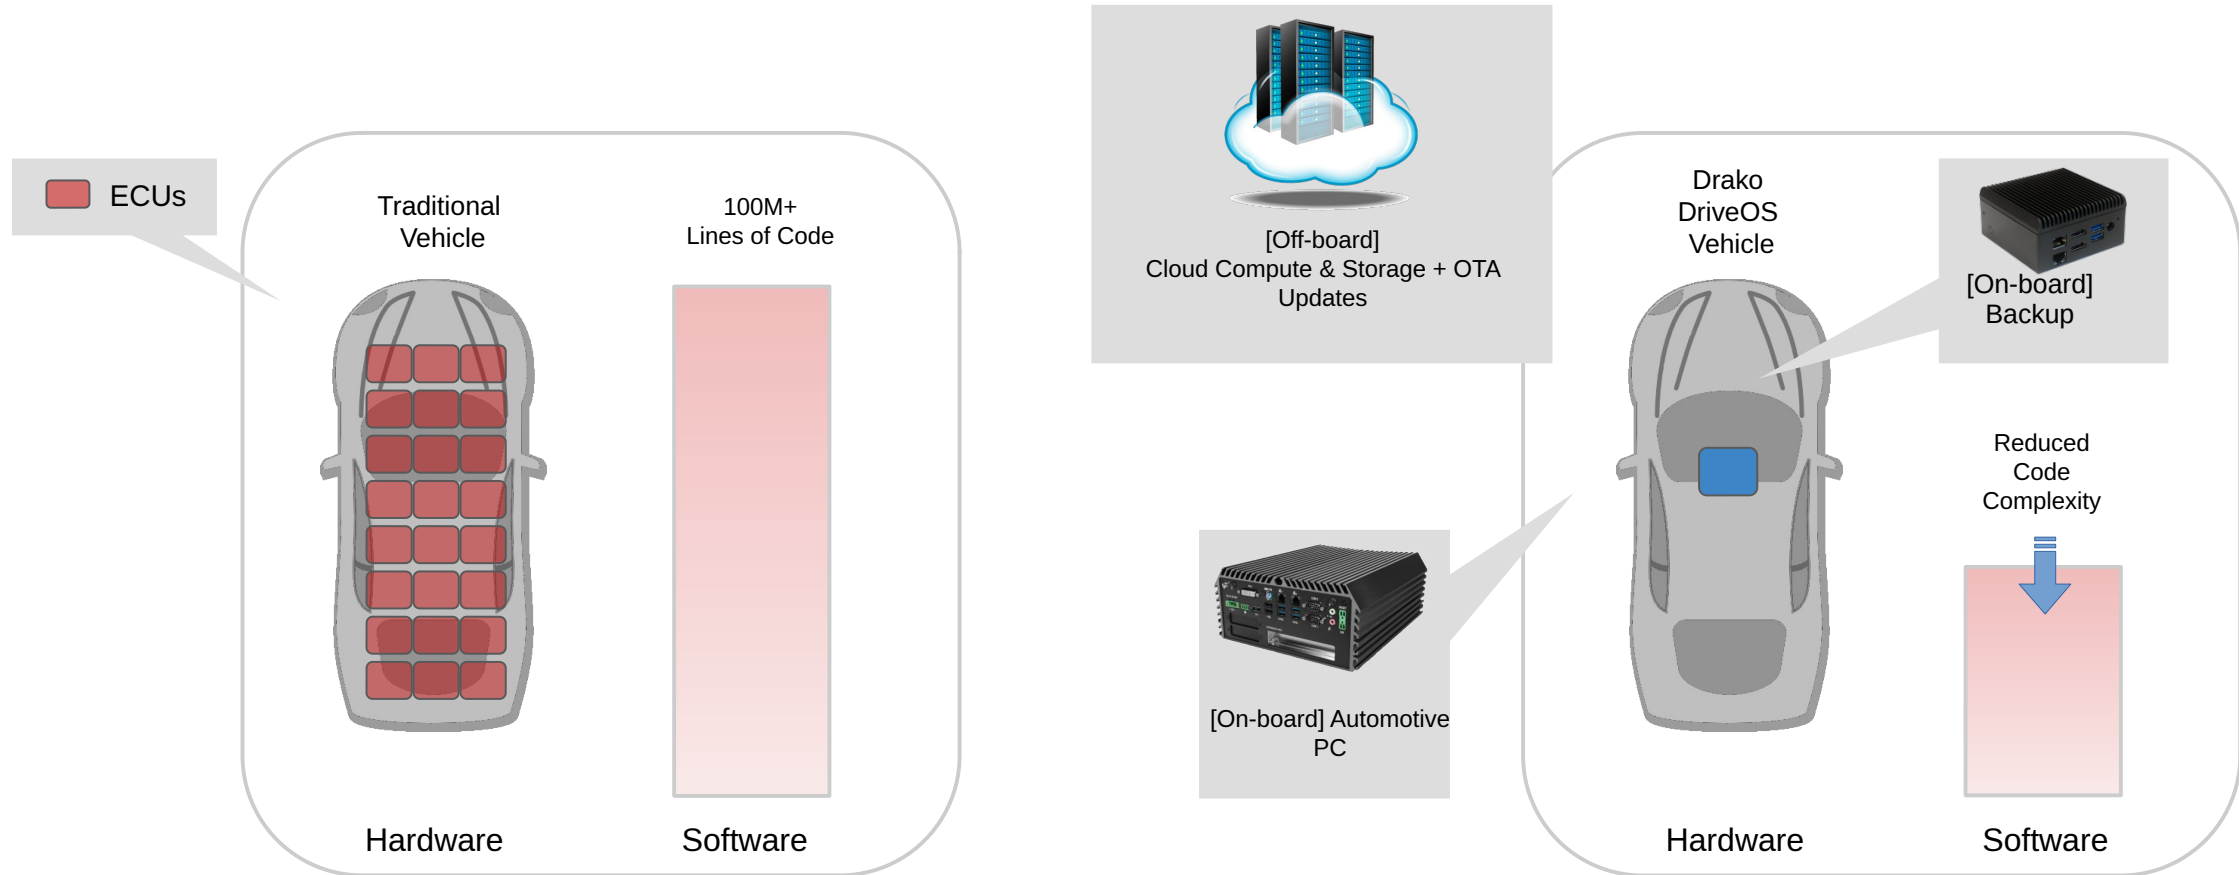 ECUs
Traditional
Vehicle
100M+
Lines of Code
Hardware
Software
[Off-board]
Cloud Compute & Storage + OTA
Updates
[On-board] Automotive
PC
Drako
DriveOS
Vehicle
[On-board]
Backup
Reduced
Code
Complexity
Hardware
Software